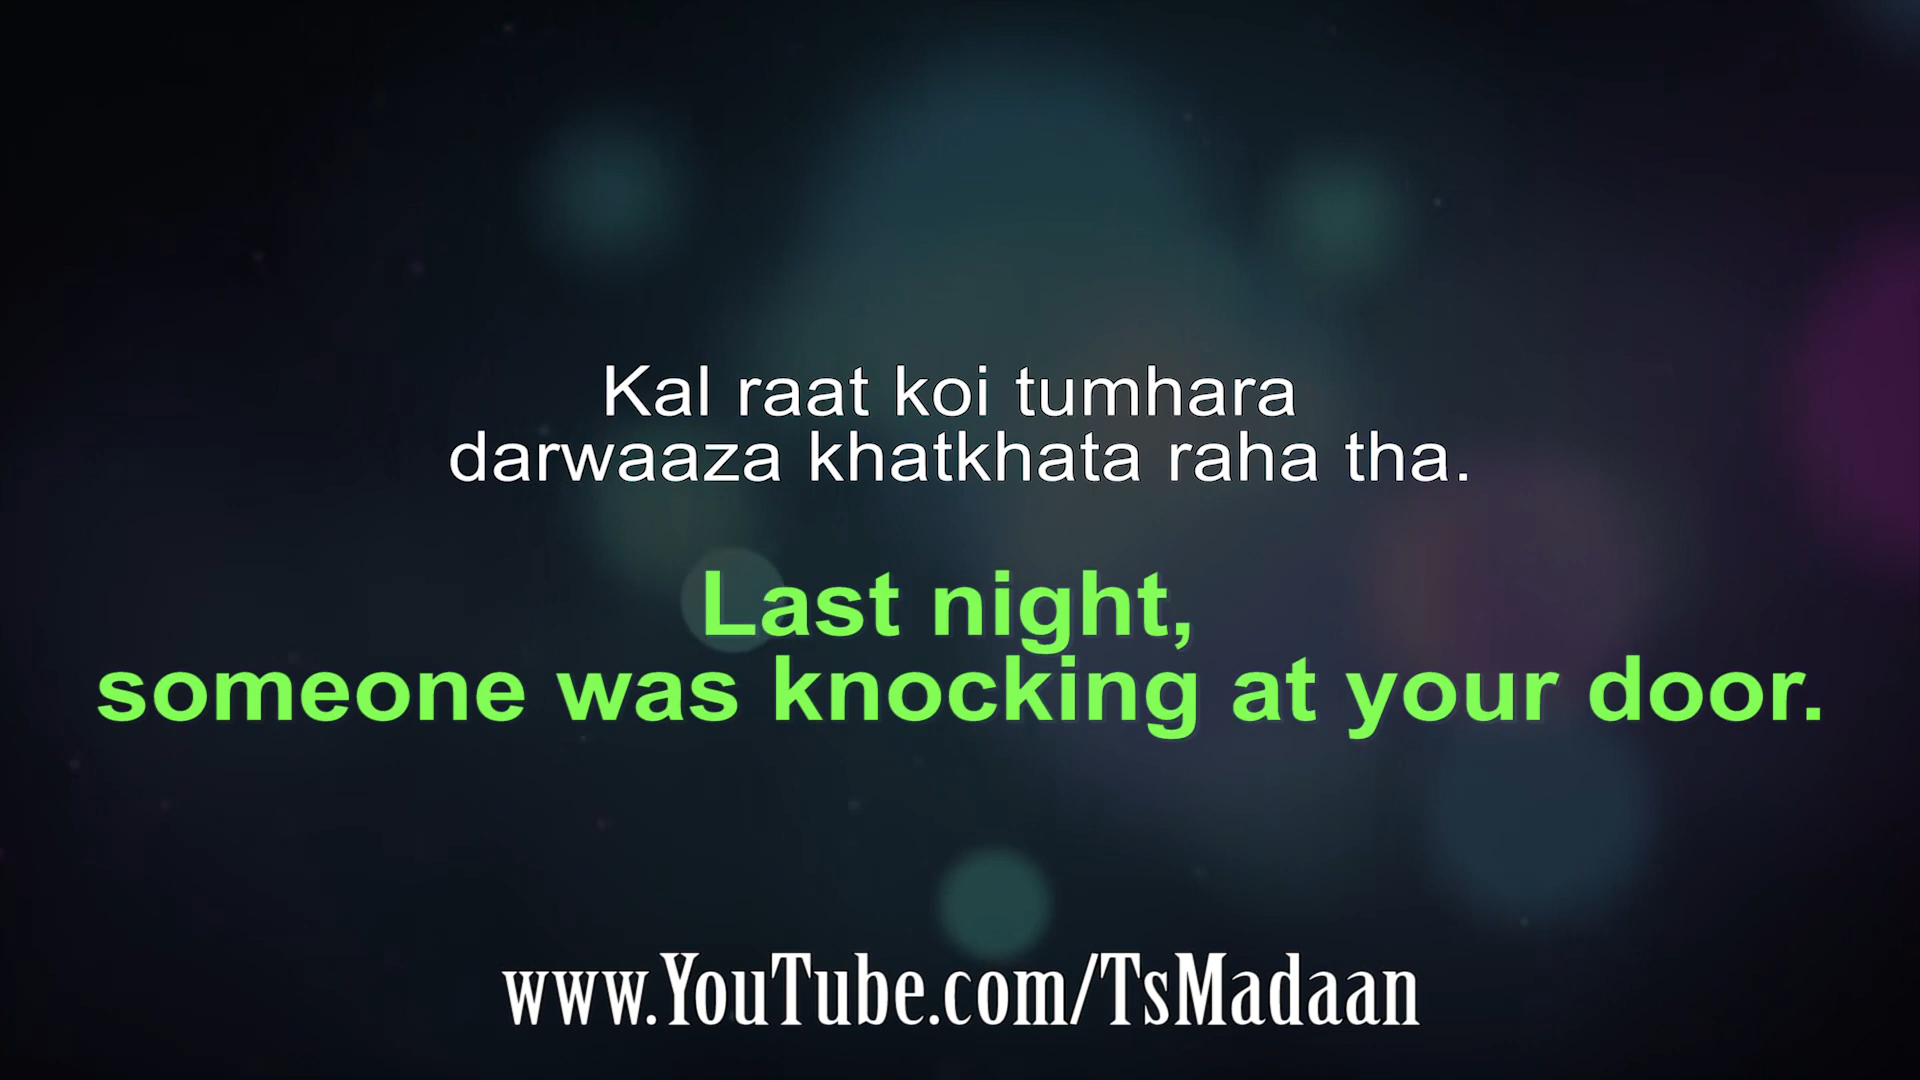 Kal raat koi tumhara
darwaaza khatkhata raha tha.
Last night,
someone was knocking at your door.
www.YouTube.com/TsMadaan